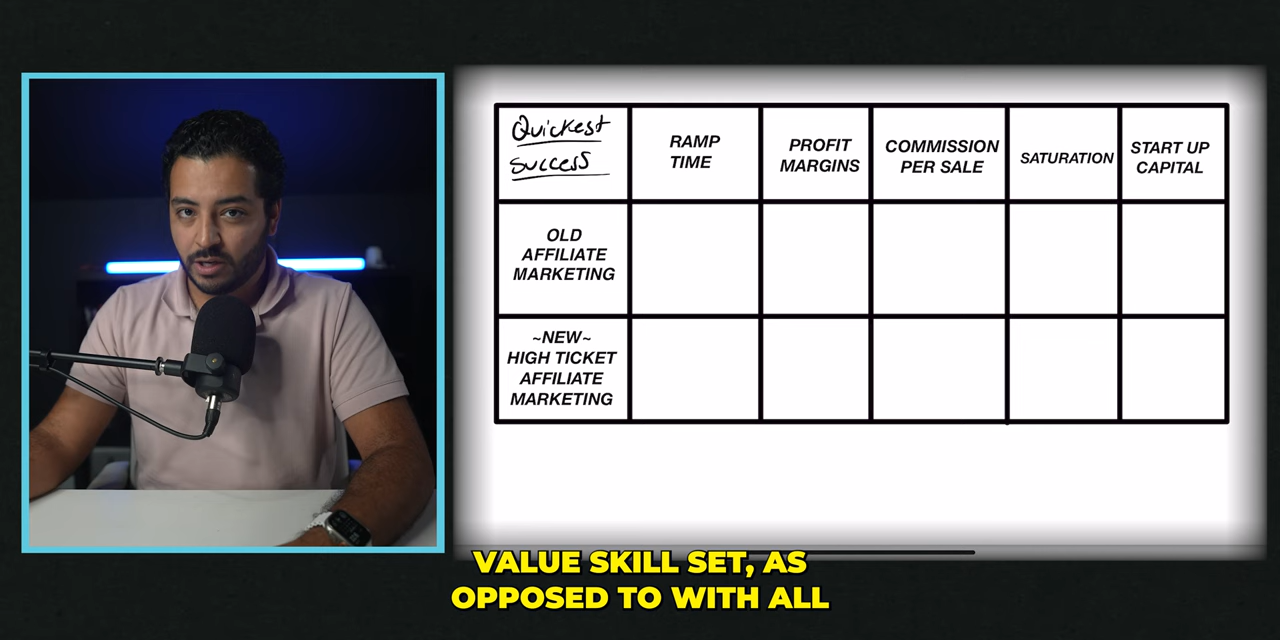 Quickest
success
RAMP
TIME
PROFIT
MARGINS
COMMISSION
PER SALE
SATURATION
START UP
CAPITAL
OLD
AFFILIATE
MARKETING
~NEW~
HIGH TICKET
AFFILIATE
MARKETING
VALUE SKILL SET, AS
OPPOSED TO WITH ALL